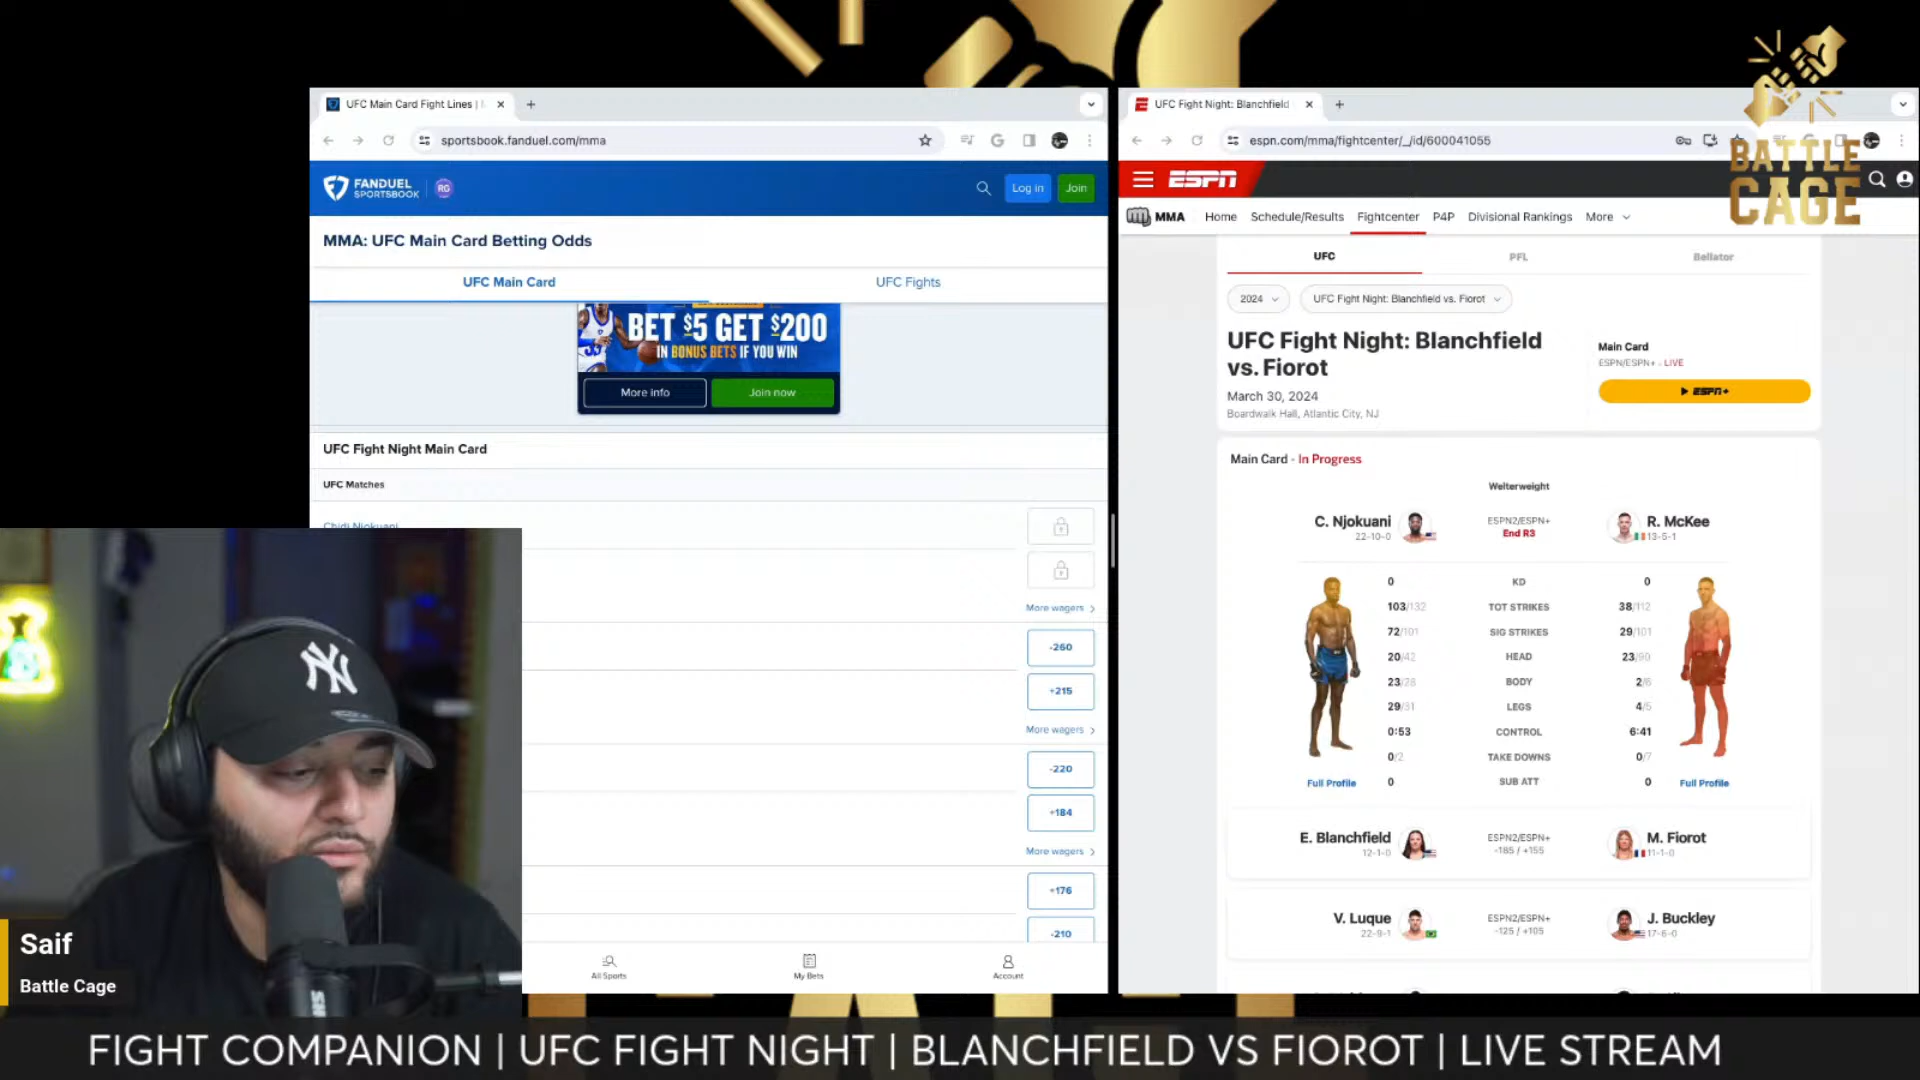 UFC Main Card Fight Lines |
sportsbook.fanduel.com/mma
FANDUEL
SPORTSBOOK
RG
Log in
Join
MMA: UFC Main Card Betting Odds
UFC Main Card
UFC Fights
BET $5 GET $200
IN BONUS BETS IF YOU WIN
More info
Join now
UFC Fight Night Main Card
UFC Matches
Chidi Njokuani
More wagers
-260
+215
More wagers
-220
+184
More wagers
+176
-210
All Sports
My Bets
Account
UFC Fight Night: Blanchfield
espn.com/mma/fightcenter/_/id/600041055
BATTLE
CAGE
ESPN
MMA
Home
Schedule/Results
Fightcenter
P4P
Divisional Rankings
More
UFC
PFL
Bellator
2024
UFC Fight Night: Blanchfield vs. Fiorot
UFC Fight Night: Blanchfield
vs. Fiorot
March 30, 2024
Boardwalk Hall, Atlantic City, NJ
Main Card
ESPN/ESPN+ - LIVE
ESPN+
Main Card - In Progress
Welterweight
C. Njokuani
22-10-0
ESPN2/ESPN+
End R3
R. McKee
13-5-1
0 KD 0
103/132 TOT STRIKES 38/112
72/101 SIG STRIKES 29/101
20/42 HEAD 23/90
23/28 BODY 2/6
29/31 LEGS 4/5
0:53 CONTROL 6:41
0/2 TAKE DOWNS 0/7
Full Profile 0 SUB ATT 0 Full Profile
E. Blanchfield
12-1-0
ESPN2/ESPN+
-185 / +155
M. Fiorot
11-1-0
V. Luque
22-9-1
ESPN2/ESPN+
-125 / +105
J. Buckley
17-6-0
NY
Saif
Battle Cage
FIGHT COMPANION | UFC FIGHT NIGHT | BLANCHFIELD VS FIOROT | LIVE STREAM